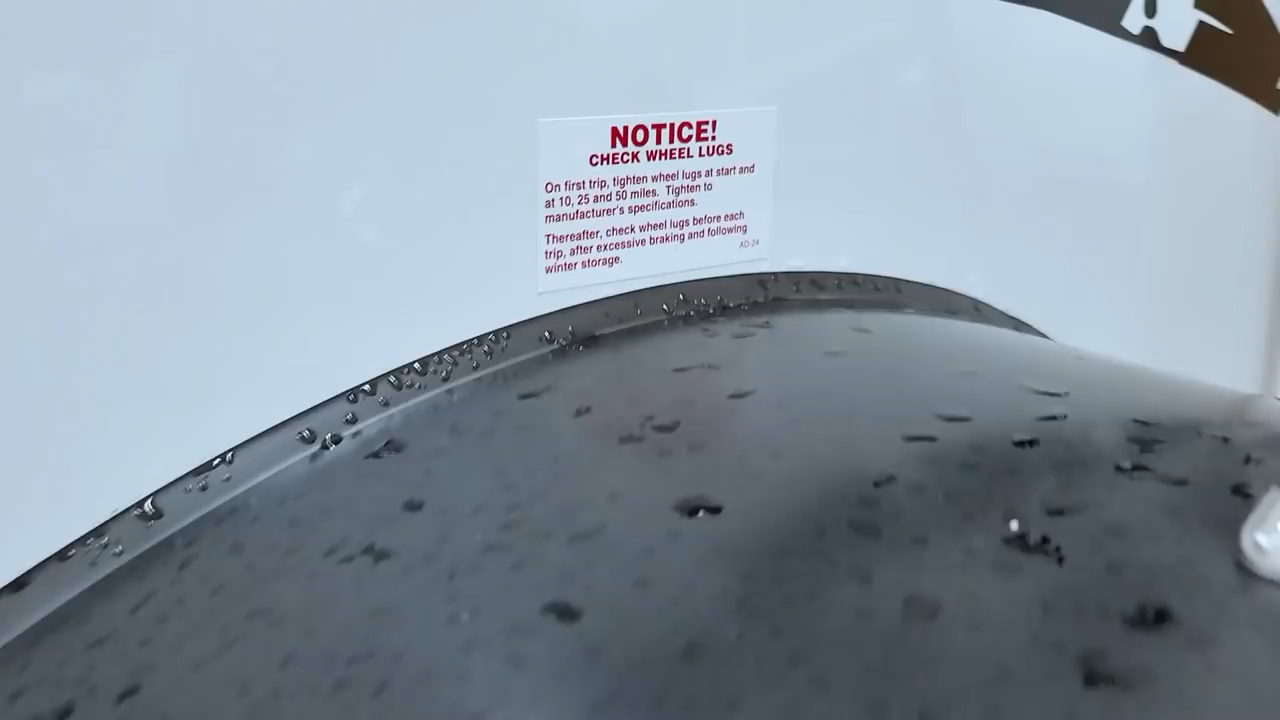 NOTICE!
CHECK WHEEL LUGS
On first trip, tighten wheel lugs at start and
at 10, 25 and 50 miles. Tighten to
manufacturer's specifications.
Thereafter, check wheel lugs before each
trip, after excessive braking and following
winter storage.
AD-24